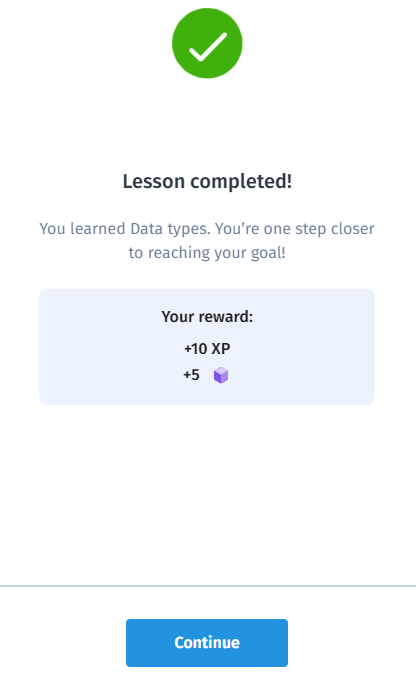 Lesson completed!
You learned Data types. You’re one step closer
to reaching your goal!
Your reward:
+10 XP
+5
Continue